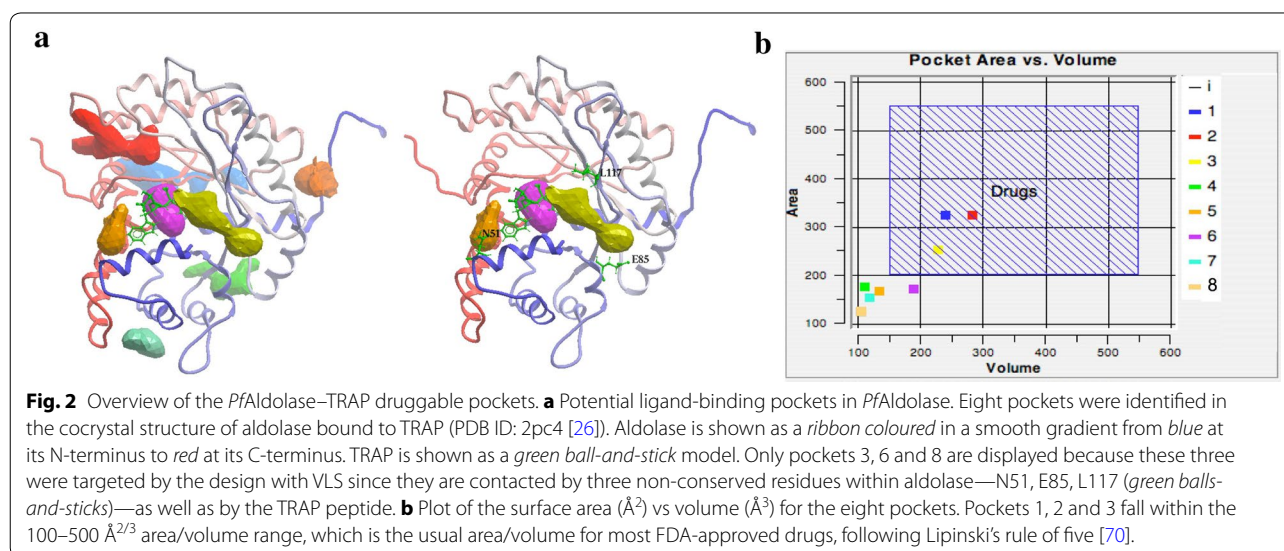 a
L117
N51
E85
b
Pocket Area vs. Volume
600
500
400
300
200
100
Area
Drugs
100 200 300 400 500 600
Volume
i
1
2
3
4
5
6
7
8
Fig. 2 Overview of the PfAldolase–TRAP druggable pockets. a Potential ligand-binding pockets in PfAldolase. Eight pockets were identified in
the cocrystal structure of aldolase bound to TRAP (PDB ID: 2pc4 [26]). Aldolase is shown as a ribbon coloured in a smooth gradient from blue at
its N-terminus to red at its C-terminus. TRAP is shown as a green ball-and-stick model. Only pockets 3, 6 and 8 are displayed because these three
were targeted by the design with VLS since they are contacted by three non-conserved residues within aldolase—N51, E85, L117 (green balls-
and-sticks)—as well as by the TRAP peptide. b Plot of the surface area (Å²) vs volume (Å³) for the eight pockets. Pockets 1, 2 and 3 fall within the
100–500 Å²ᐟ³ area/volume range, which is the usual area/volume for most FDA-approved drugs, following Lipinski's rule of five [70].